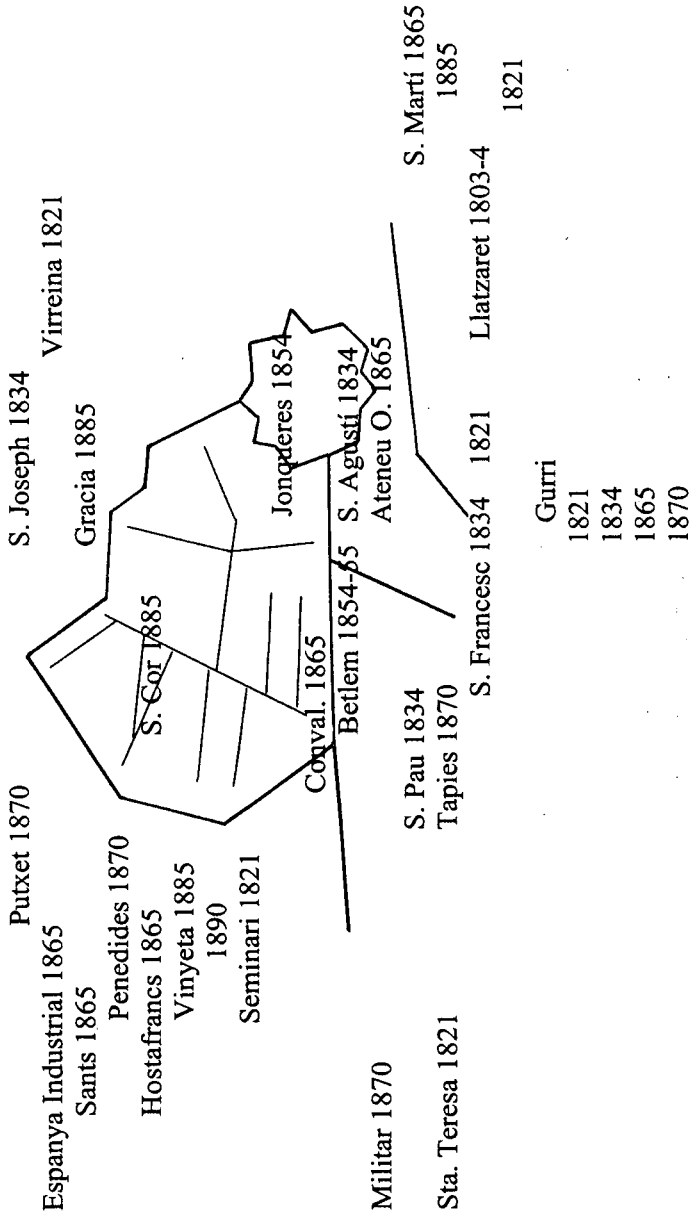 S. Joseph 1834
Virreina 1821
Gracia 1885
Putxet 1870
Espanya Industrial 1865
Sants 1865
Penedides 1870
Hostafrancs 1865
Vinyeta 1885
1890
Seminari 1821
S. Cor 1885
Jonqueres 1854
Conval. 1865
Betlem 1854-55
S. Agustí 1834
Ateneu O. 1865
S. Martí 1865
1885
1821
Militar 1870
S. Pau 1834
Tapies 1870
Sta. Teresa 1821
S. Francesc 1834
1821
Llatzaret 1803-4
Gurri
1821
1834
1865
1870